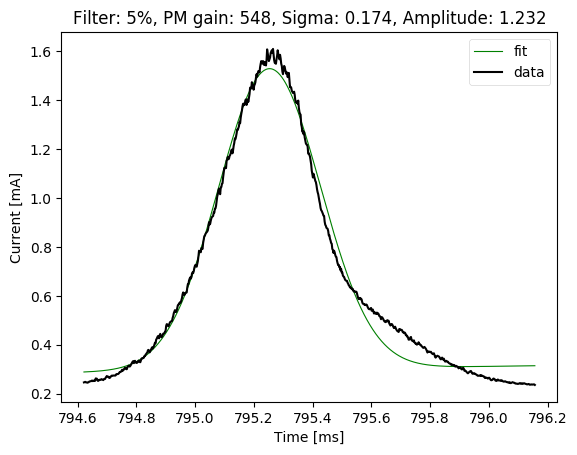 Filter: 5%, PM gain: 548, Sigma: 0.174, Amplitude: 1.232
fit
data
Current [mA]
1.6
1.4
1.2
1.0
0.8
0.6
0.4
0.2
794.6 794.8 795.0 795.2 795.4 795.6 795.8 796.0 796.2
Time [ms]